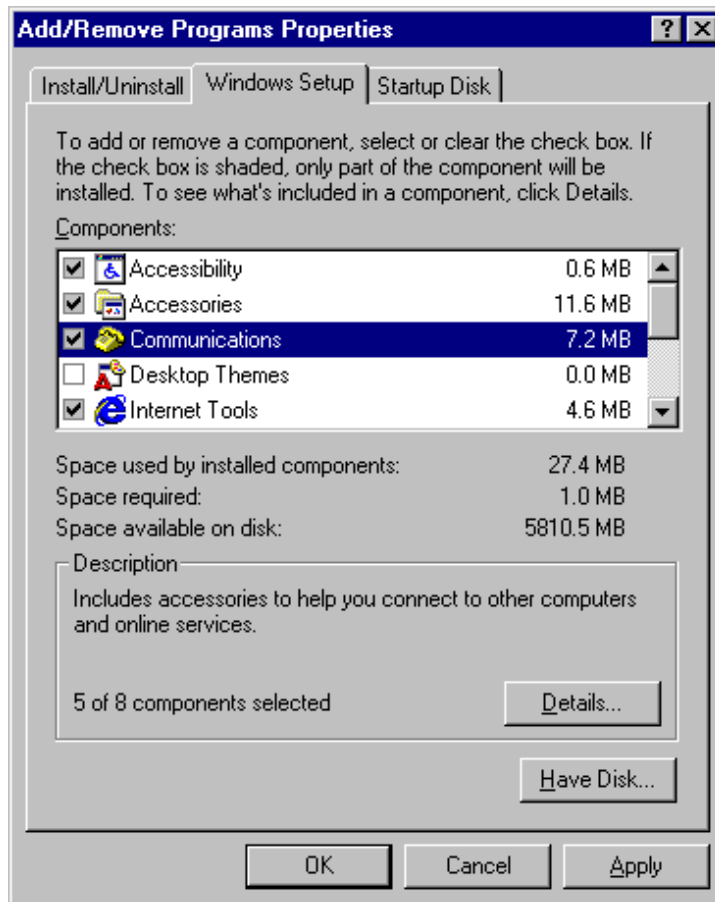 Add/Remove Programs Properties
Install/Uninstall Windows Setup Startup Disk
To add or remove a component, select or clear the check box. If
the check box is shaded, only part of the component will be
installed. To see what's included in a component, click Details.
Components:
Accessibility 0.6 MB
Accessories 11.6 MB
Communications 7.2 MB
Desktop Themes 0.0 MB
Internet Tools 4.6 MB
Space used by installed components: 27.4 MB
Space required: 1.0 MB
Space available on disk: 5810.5 MB
Description
Includes accessories to help you connect to other computers
and online services.
5 of 8 components selected Details...
Have Disk...
OK Cancel Apply